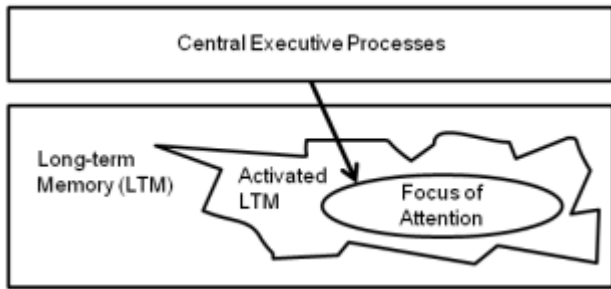 Central Executive Processes
Long-term
Memory (LTM)
Activated
LTM
Focus of
Attention